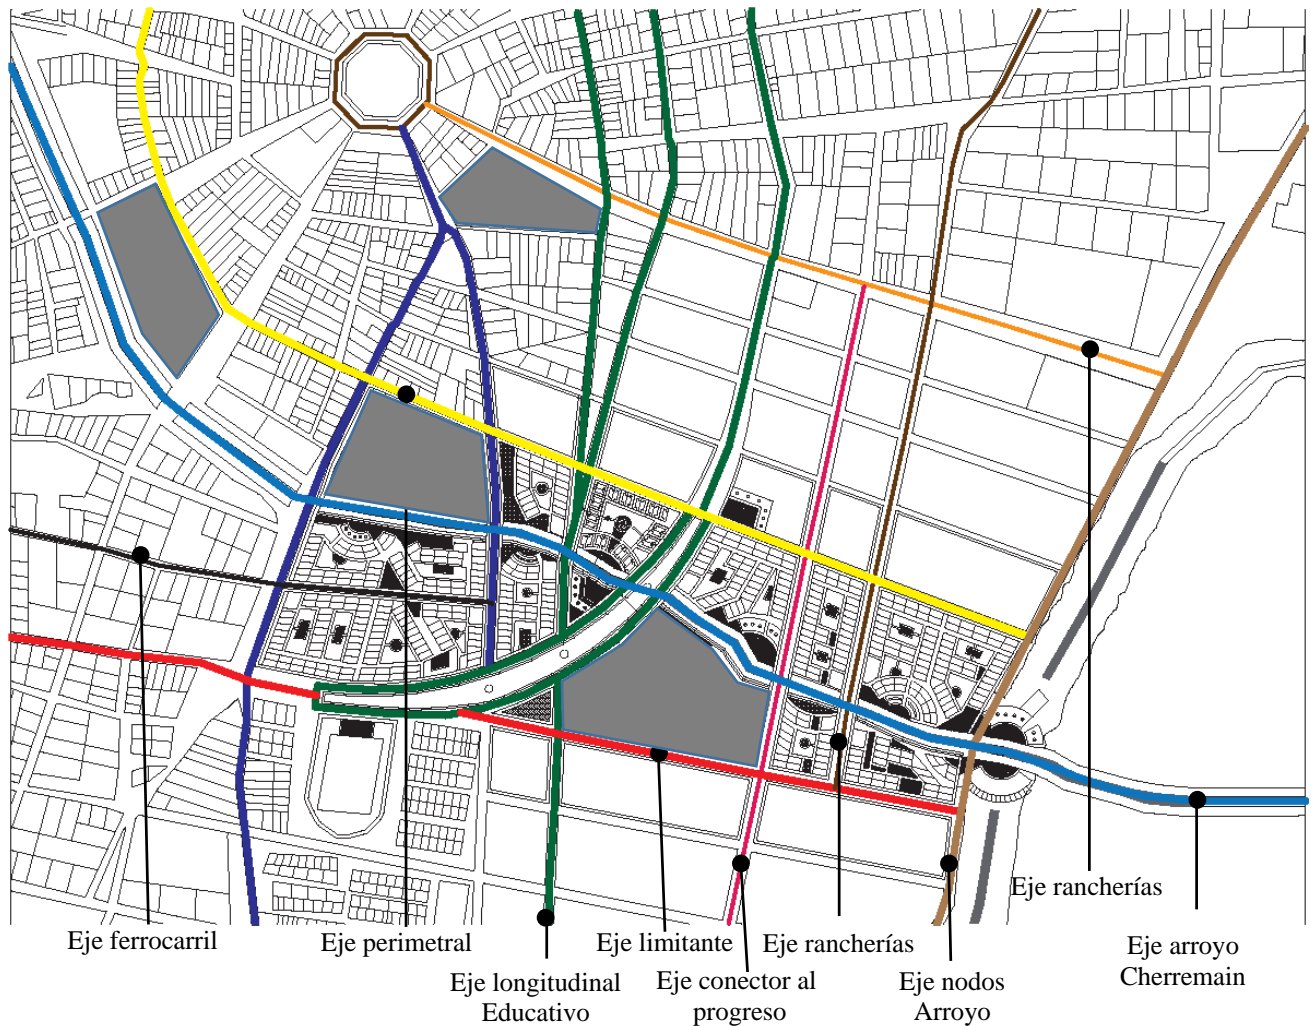 Eje rancherías
Eje ferrocarril
Eje perimetral
Eje limitante
Eje rancherías
Eje arroyo
Cherremain
Eje longitudinal
Educativo
Eje conector al
progreso
Eje nodos
Arroyo